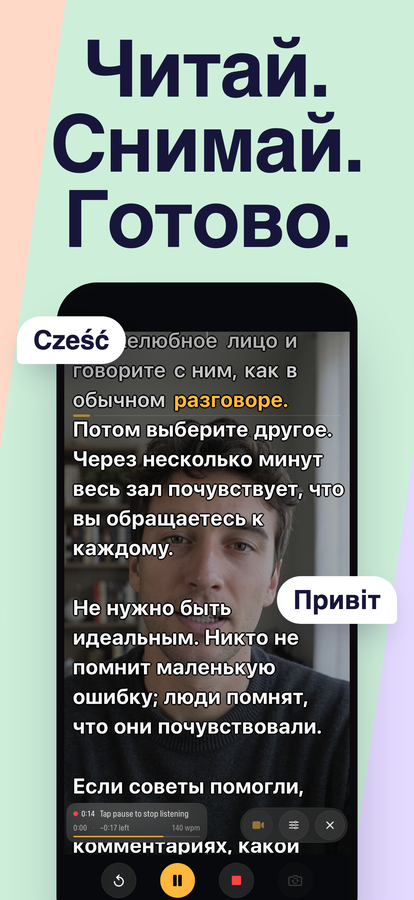 Читай.
Снимай.
Готово.
Cześć
лицо и
говорите с ним, как в
обычном разговоре.
Потом выберите другое.
Через несколько минут
весь зал почувствует, что
вы обращаетесь к
каждому.
Привіт
Не нужно быть
идеальным. Никто не
помнит маленькую
ошибку; люди помнят,
что они почувствовали.
Если советы помогли,
0:14 Tap pause to stop listening
0:00 −0:17 left 140 wpm
комментариях, какой